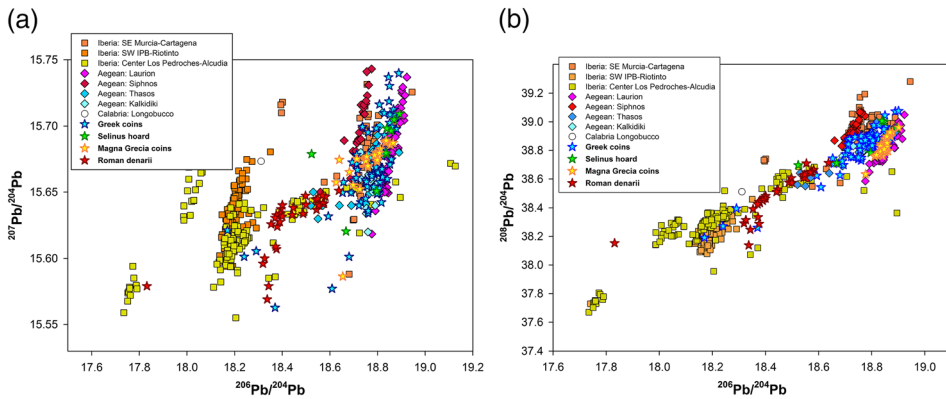 (a)
Iberia: SE Murcia-Cartagena
Iberia: SW IPB-Riotinto
Iberia: Center Los Pedroches-Alcudia
Aegean: Laurion
Aegean: Siphnos
Aegean: Thasos
Aegean: Kalkidiki
Calabria: Longobucco
Greek coins
Selinus hoard
Magna Grecia coins
Roman denarii
15.75
15.70
15.65
15.60
15.55
207Pb/204Pb
17.6 17.8 18.0 18.2 18.4 18.6 18.8 19.0 19.2
206Pb/204Pb
(b)
Iberia: SE Murcia-Cartagena
Iberia: SW IPB-Riotinto
Iberia: Center Los Pedroches-Alcudia
Aegean: Laurion
Aegean: Siphnos
Aegean: Thasos
Aegean: Kalkidiki
Calabria Longobucco
Greek coins
Selinus hoard
Magna Grecia coins
Roman denarii
39.2
39.0
38.8
38.6
38.4
38.2
38.0
37.8
37.6
37.4
208Pb/204Pb
17.6 17.8 18.0 18.2 18.4 18.6 18.8 19.0
206Pb/204Pb